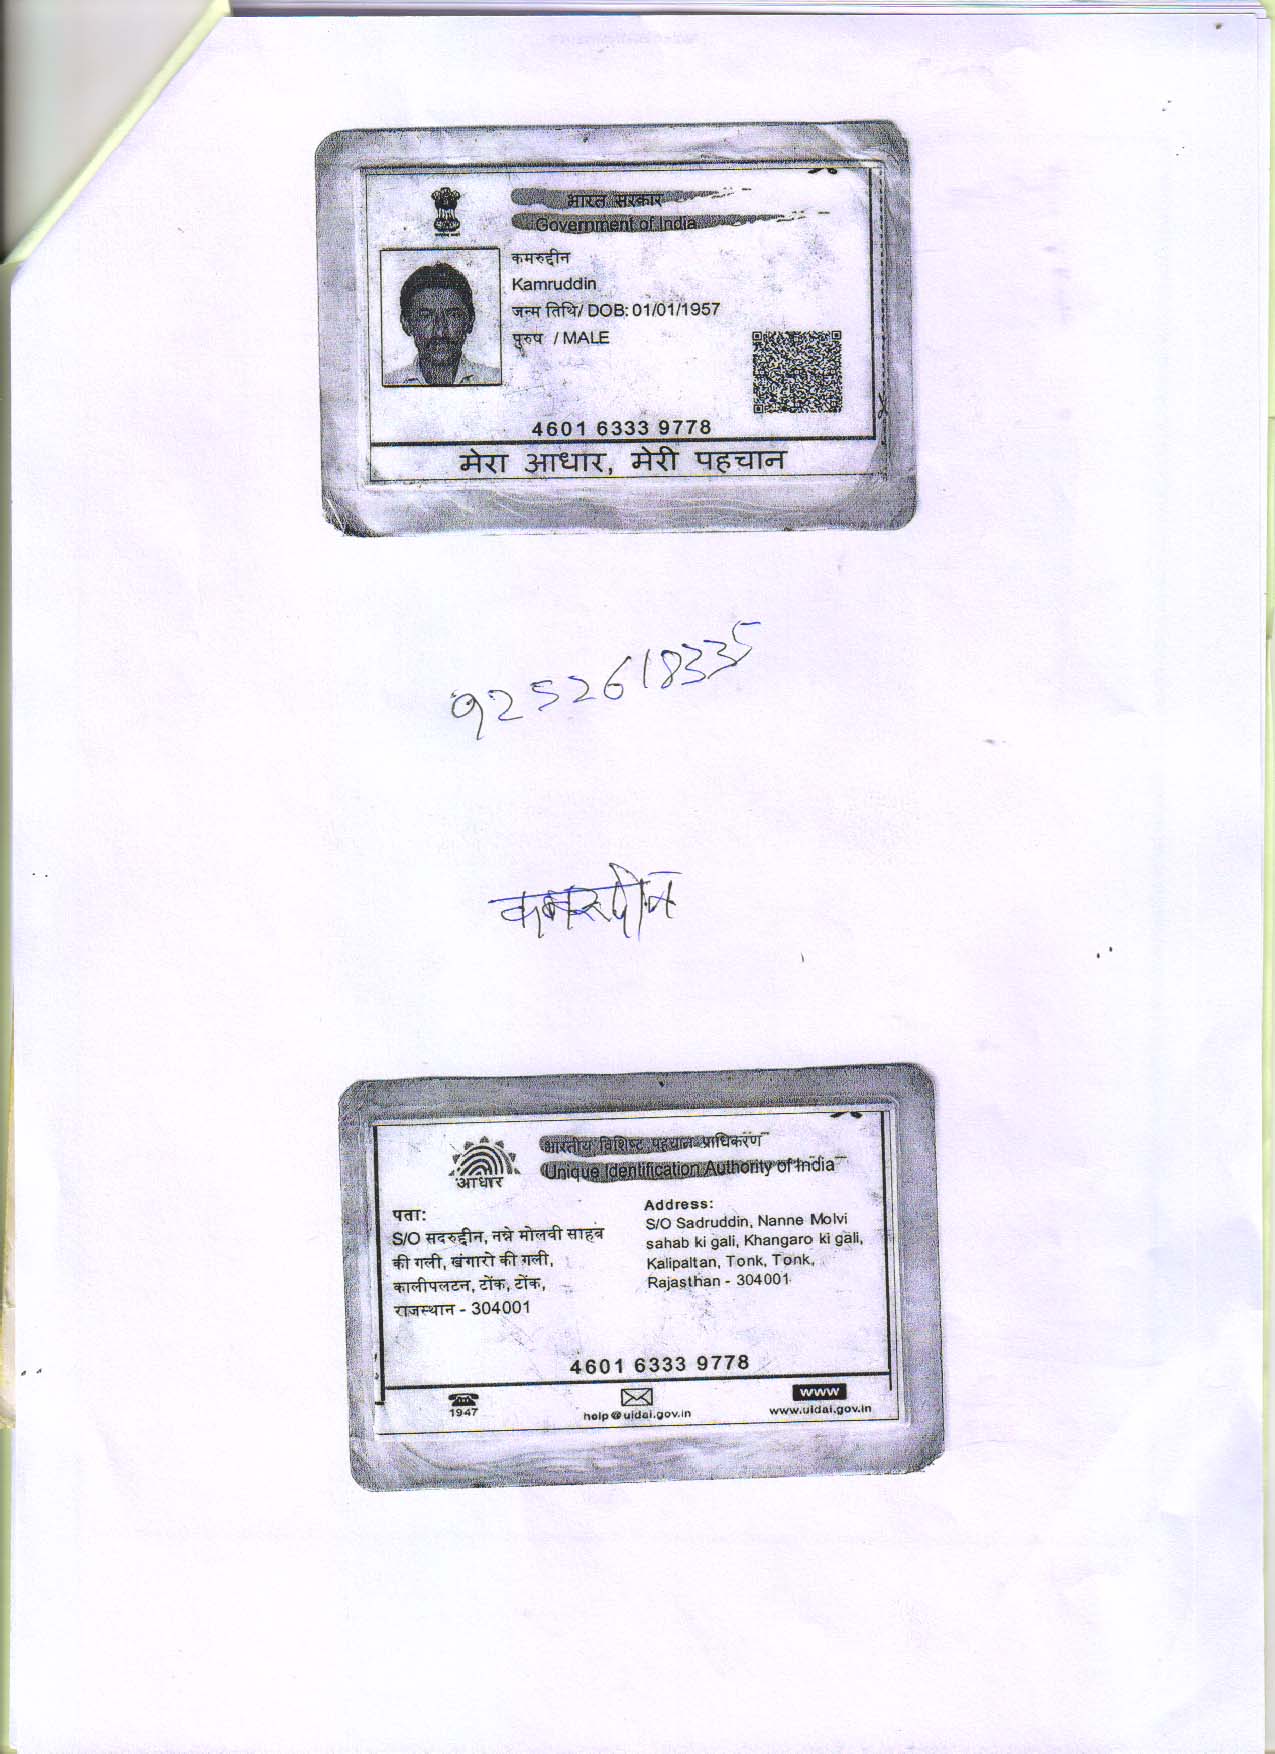 भारत सरकार
Government of India
कमरुद्दीन
Kamruddin
जन्म तिथि/ DOB: 01/01/1957
पुरुष / MALE
4601 6333 9778
मेरा आधार, मेरी पहचान
9252618335
कमरुदीन
भारतीय विशिष्ट पहचान प्राधिकरण
Unique Identification Authority of India
आधार
पता:
S/O सदरुद्दीन, नन्ने मोलवी साहब
की गली, खंगारो की गली,
कालीपलटन, टोंक, टोंक,
राजस्थान - 304001
Address:
S/O Sadruddin, Nanne Molvi
sahab ki gali, Khangaro ki gali,
Kalipaltan, Tonk, Tonk,
Rajasthan - 304001
4601 6333 9778
1947
help@uidai.gov.in
www
www.uidai.gov.in